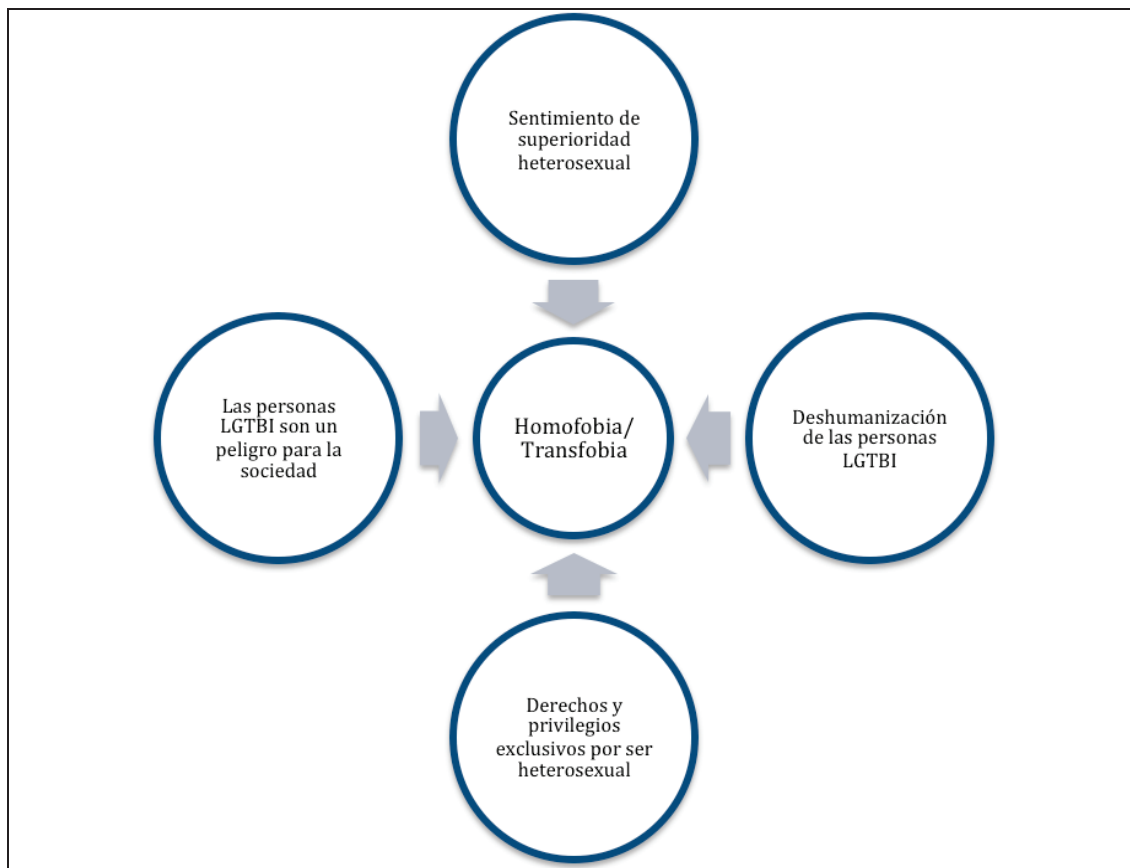 Sentimiento de
superioridad
heterosexual
Las personas
LGTBI son un
peligro para la
sociedad
Homofobia/
Transfobia
Deshumanización
de las personas
LGTBI
Derechos y
privilegios
exclusivos por ser
heterosexual